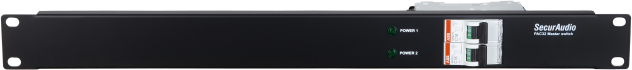 SecurAudio
PAC32 Master switch
POWER 1
POWER 2